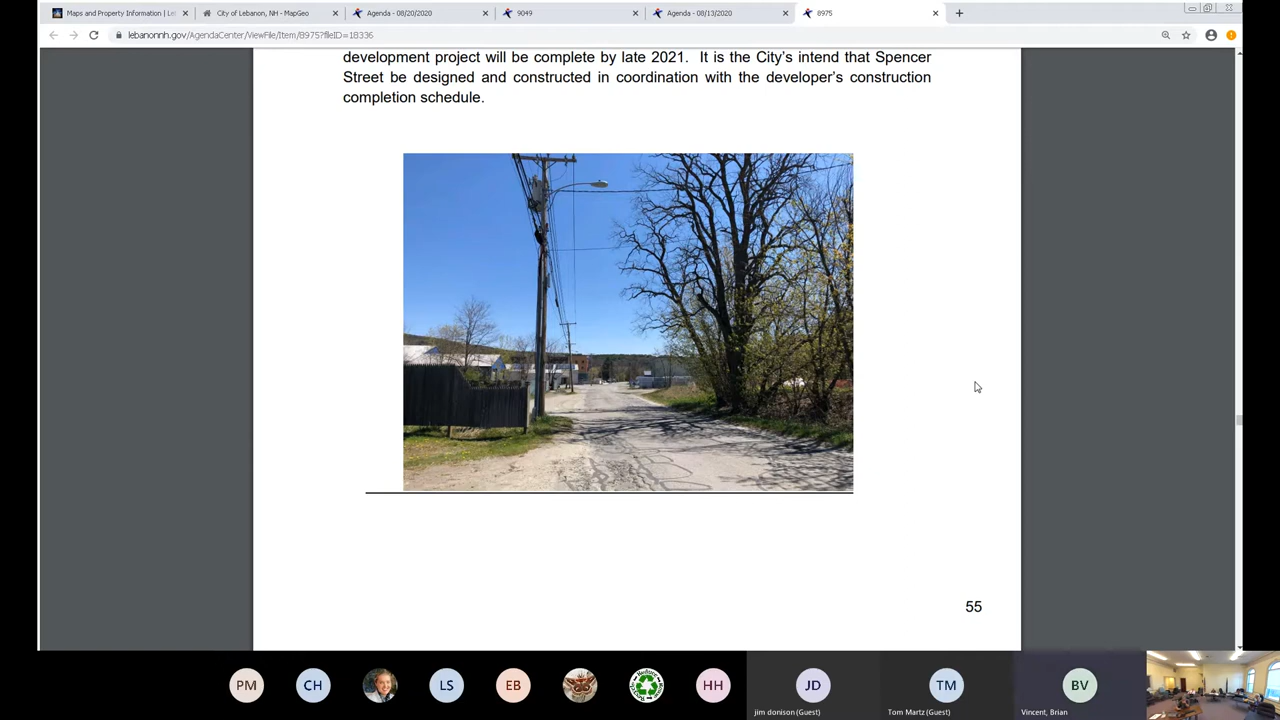 Maps and Property Information | Le
City of Lebanon, NH - MapGeo
Agenda - 08/20/2020
9049
Agenda - 08/13/2020
8975
lebanonnh.gov/AgendaCenter/ViewFile/Item/8975?fileID=18336
development project will be complete by late 2021. It is the City's intend that Spencer
Street be designed and constructed in coordination with the developer's construction
completion schedule.
55
PM
CH
LS
EB
HH
JD
TM
BV
jim donison (Guest)
Tom Martz (Guest)
Vincent, Brian